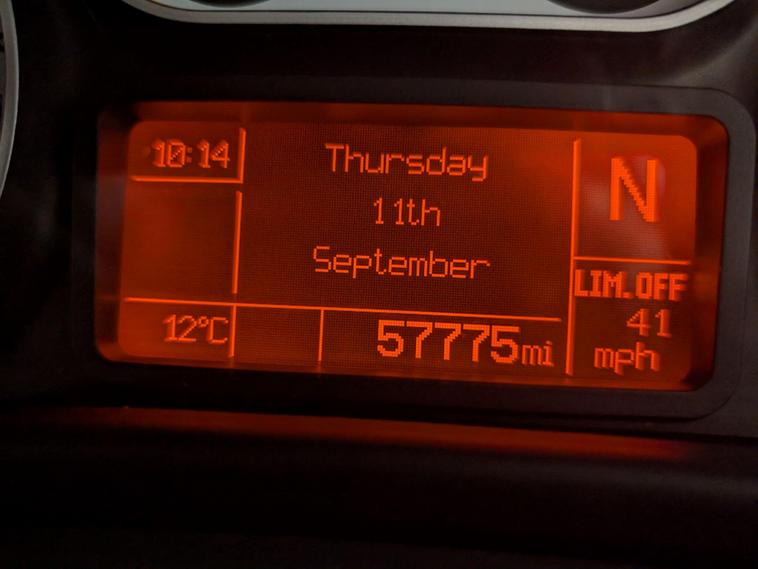 10:14
Thursday
11th
September
N
LIM.OFF
41
mph
12°C
57775mi